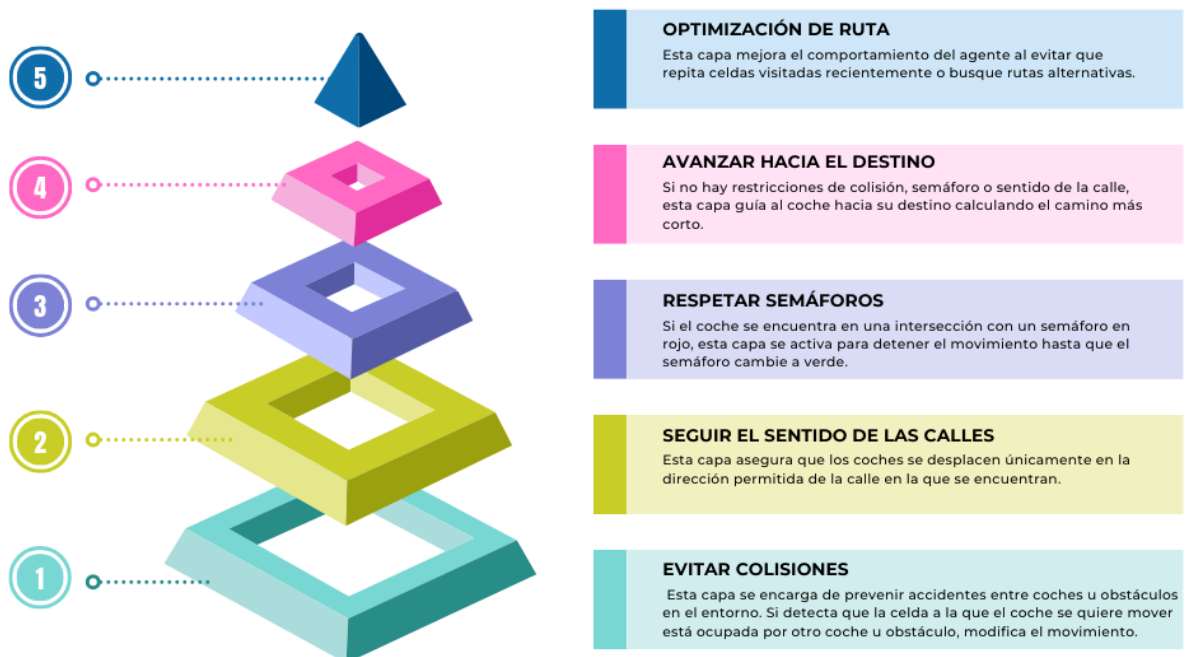 5
OPTIMIZACIÓN DE RUTA
Esta capa mejora el comportamiento del agente al evitar que
repita celdas visitadas recientemente o busque rutas alternativas.
4
AVANZAR HACIA EL DESTINO
Si no hay restricciones de colisión, semáforo o sentido de la calle,
esta capa guía al coche hacia su destino calculando el camino más
corto.
3
RESPETAR SEMÁFOROS
Si el coche se encuentra en una intersección con un semáforo en
rojo, esta capa se activa para detener el movimiento hasta que el
semáforo cambie a verde.
2
SEGUIR EL SENTIDO DE LAS CALLES
Esta capa asegura que los coches se desplacen únicamente en la
dirección permitida de la calle en la que se encuentran.
1
EVITAR COLISIONES
Esta capa se encarga de prevenir accidentes entre coches u obstáculos
en el entorno. Si detecta que la celda a la que el coche se quiere mover
está ocupada por otro coche u obstáculo, modifica el movimiento.